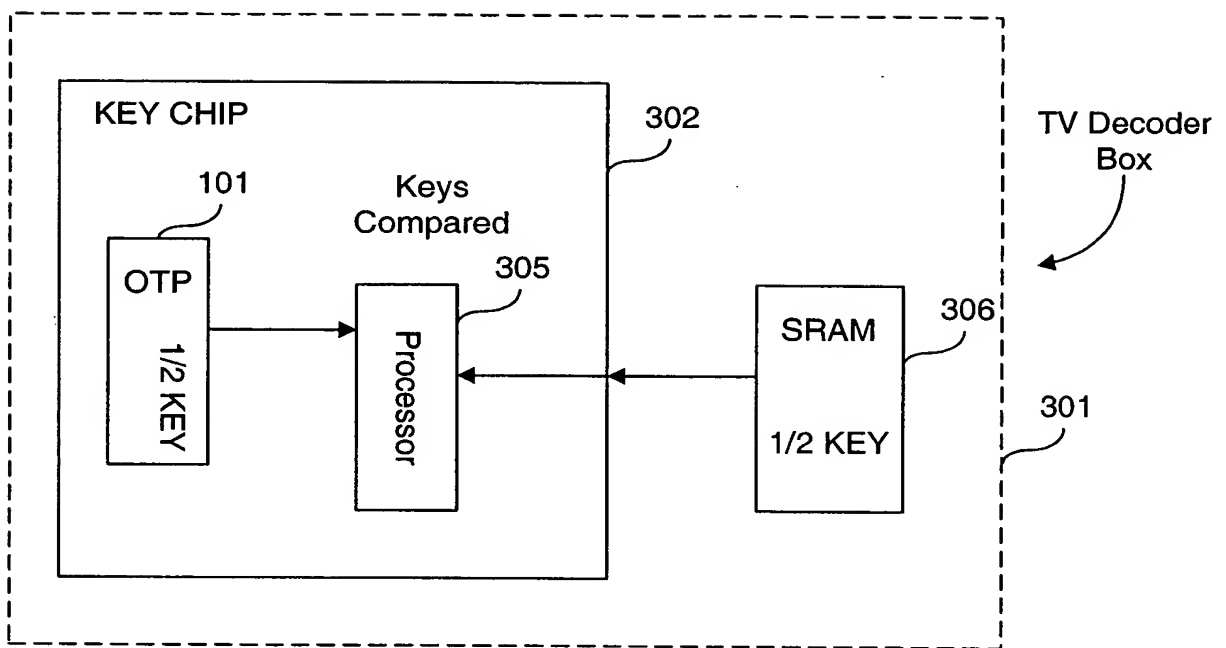 KEY CHIP
302
TV Decoder
Box
101
Keys
Compared
OTP
1/2 KEY
305
Processor
SRAM
1/2 KEY
306
301